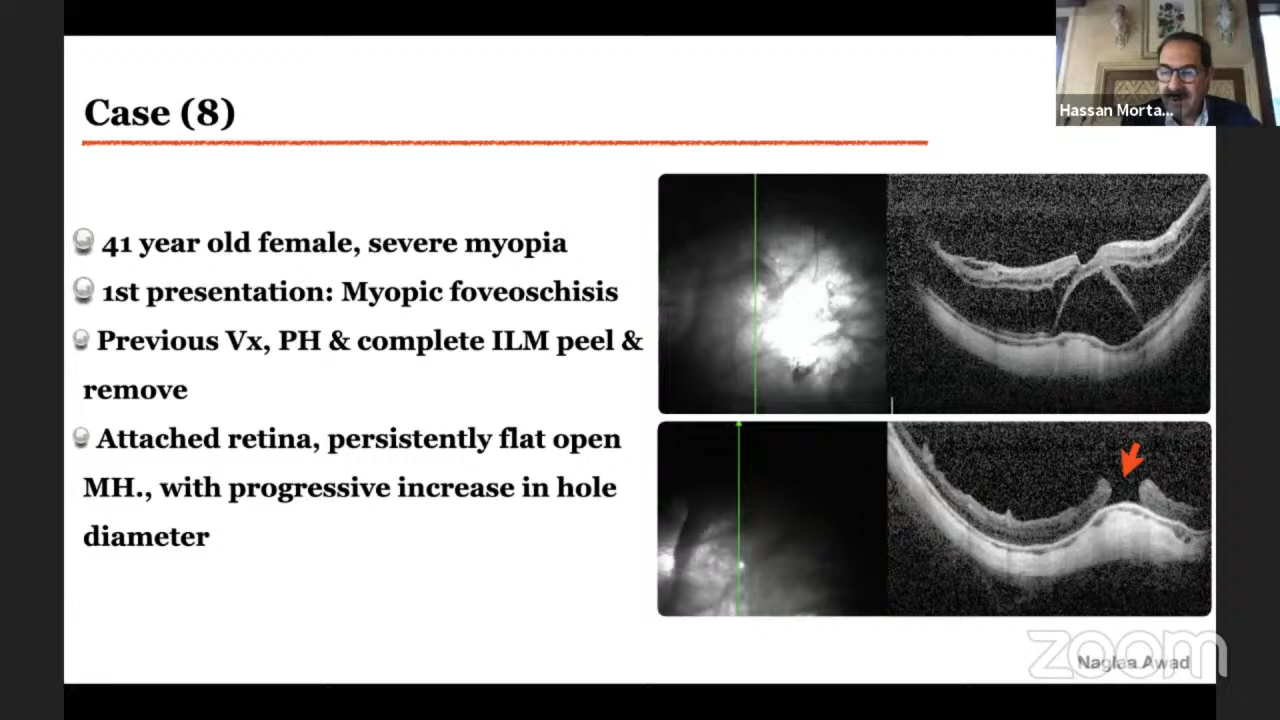 Hassan Morta...
Case (8)
41 year old female, severe myopia
1st presentation: Myopic foveoschisis
Previous Vx, PH & complete ILM peel &
remove
Attached retina, persistently flat open
MH., with progressive increase in hole
diameter
zoom
Naglaa Awad